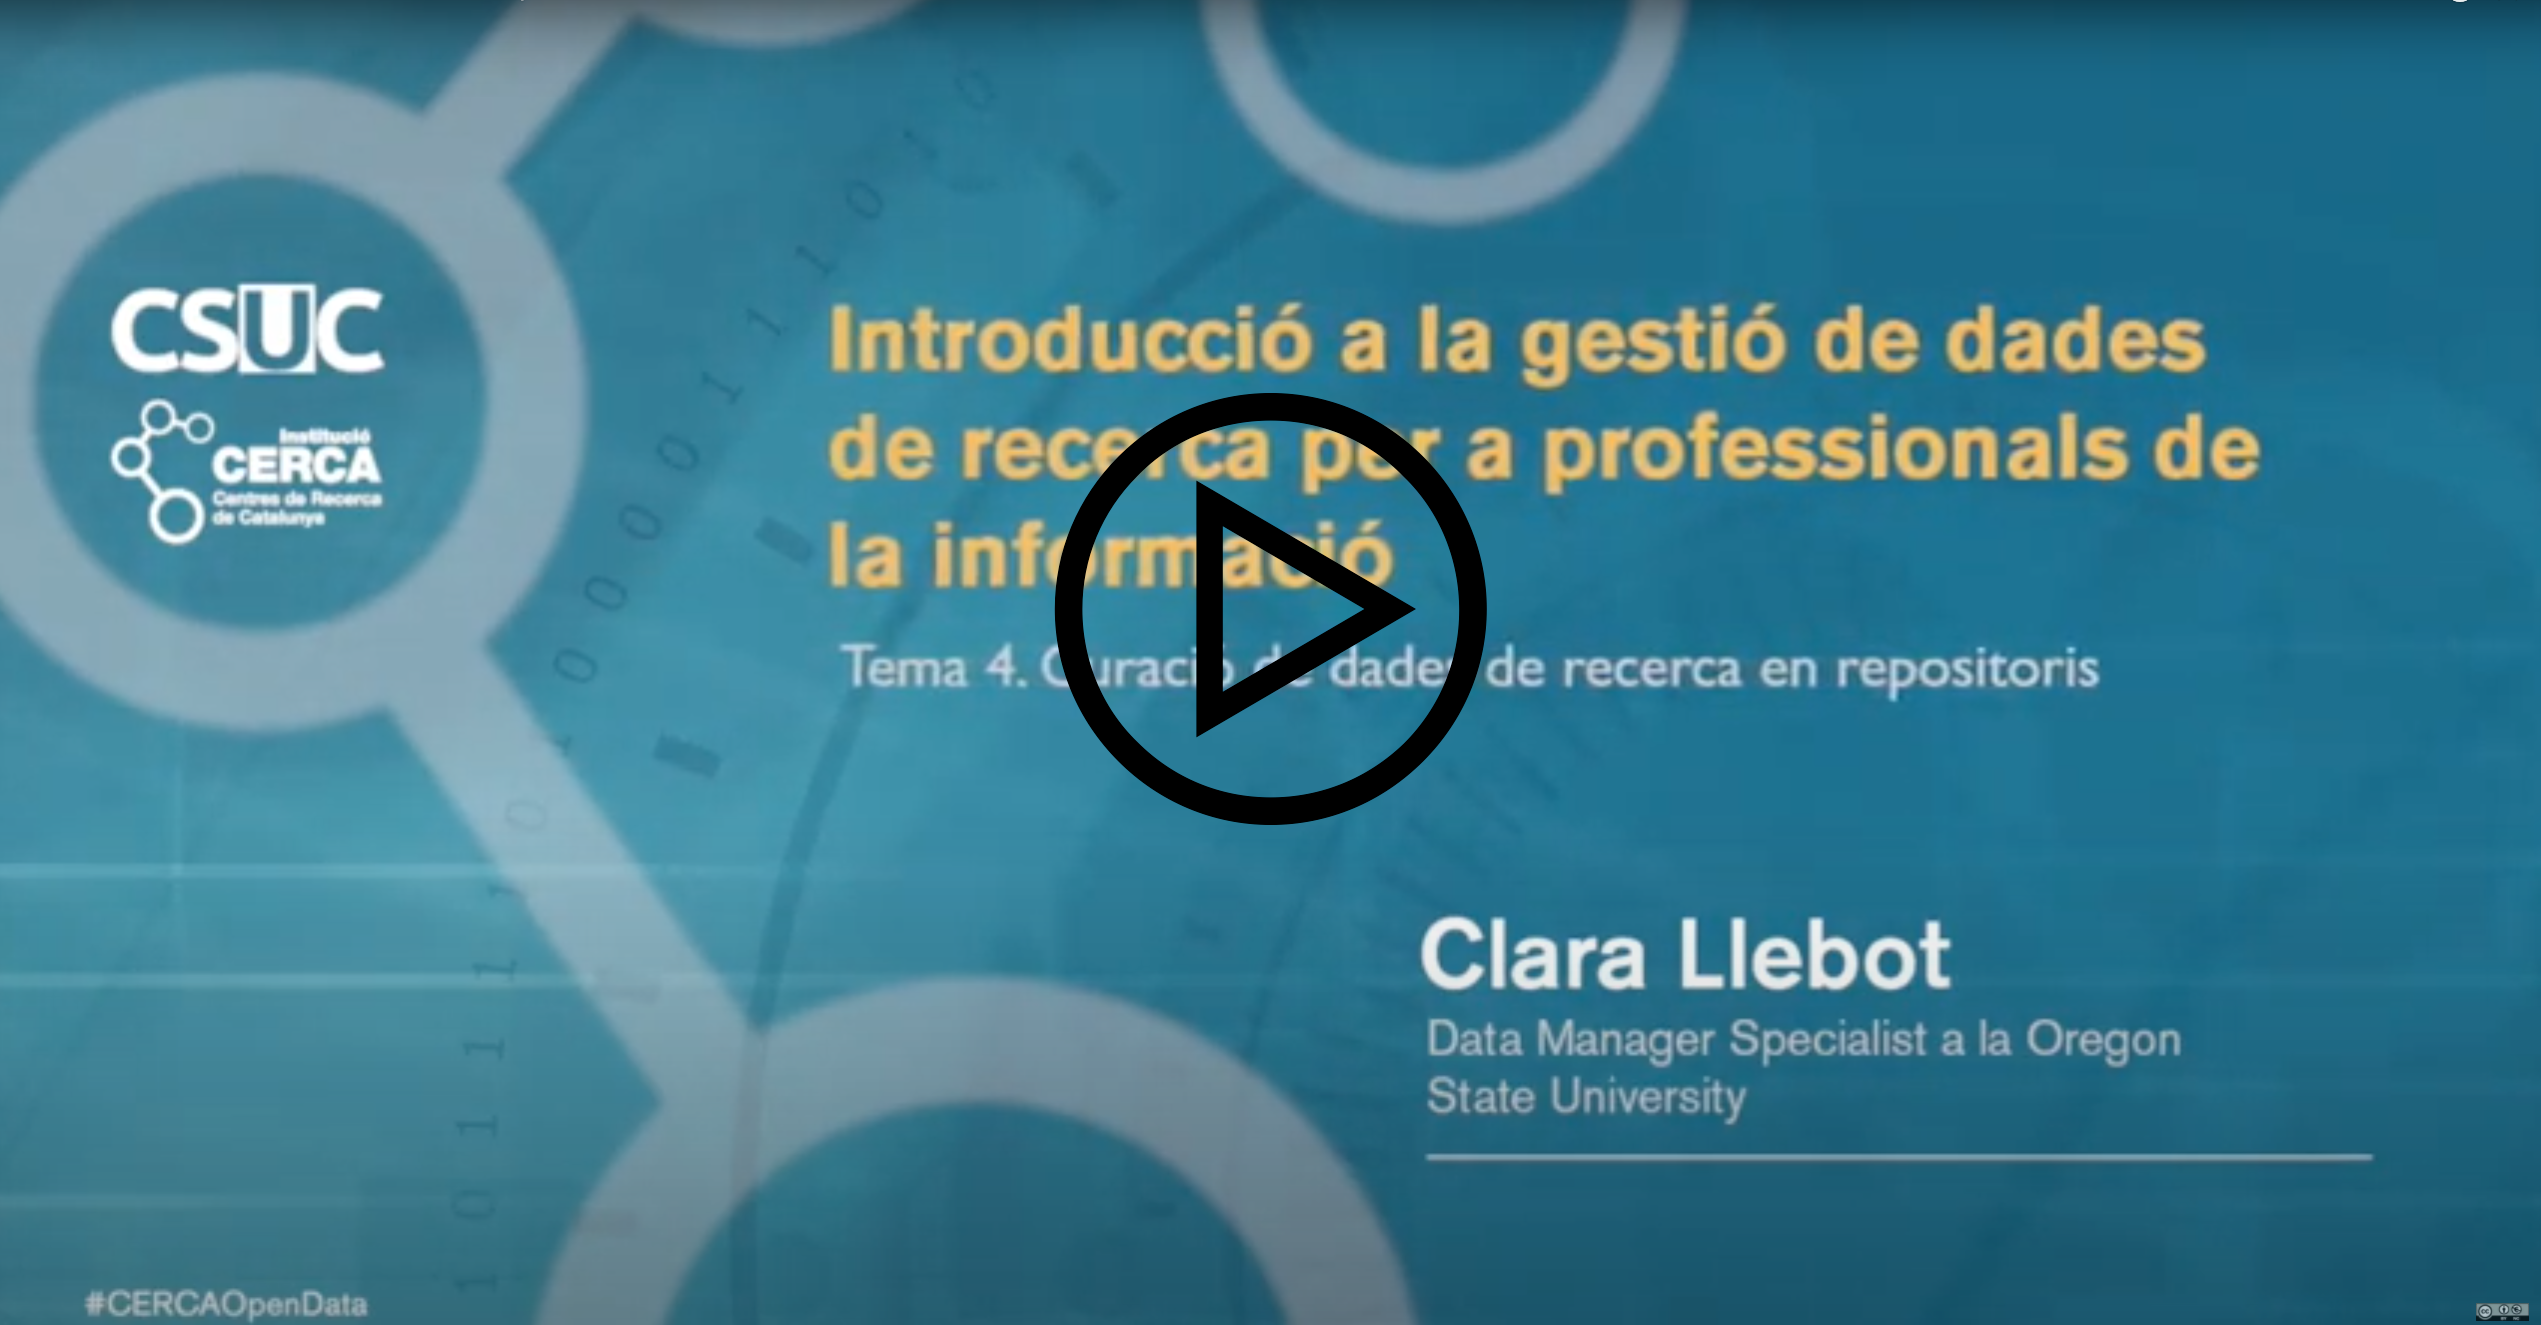 CSUC
Institució
CERCA
Centres de Recerca
de Catalunya
Introducció a la gestió de dades
de recerca per a professionals de
la informació
Tema 4. Curació de dades de recerca en repositoris
Clara Llebot
Data Manager Specialist a la Oregon
State University
#CERCAOpenData